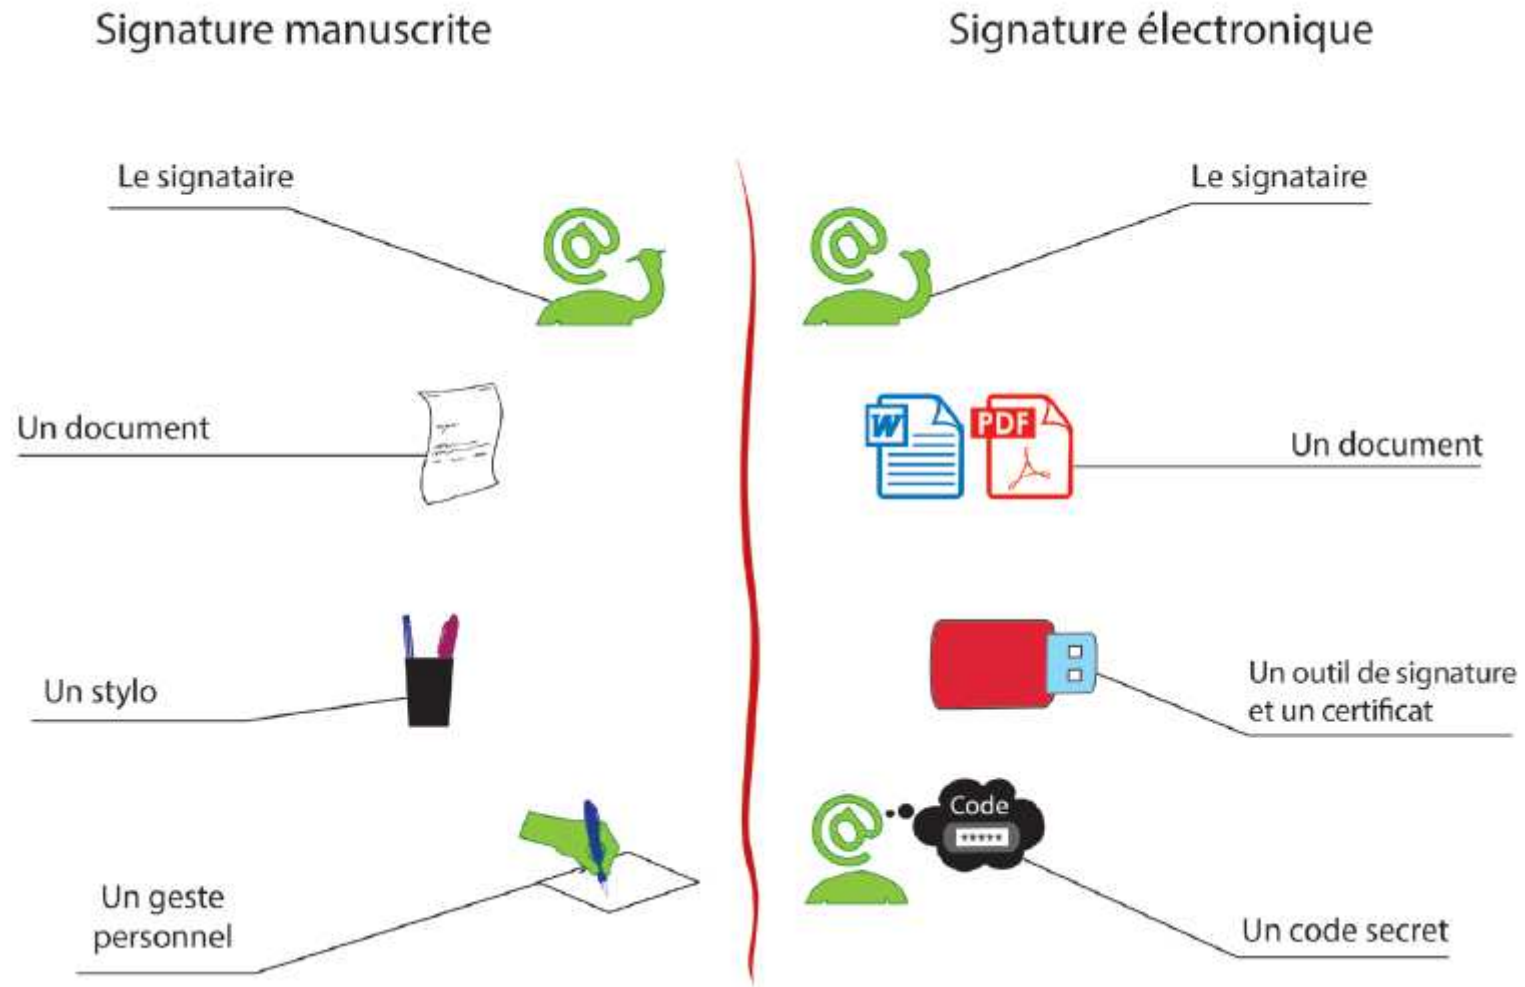 Signature manuscrite
Signature électronique
Le signataire
Le signataire
@
@
Un document
W
PDF
Un document
Un stylo
Un outil de signature
et un certificat
Un geste
personnel
@
Code
*****
Un code secret